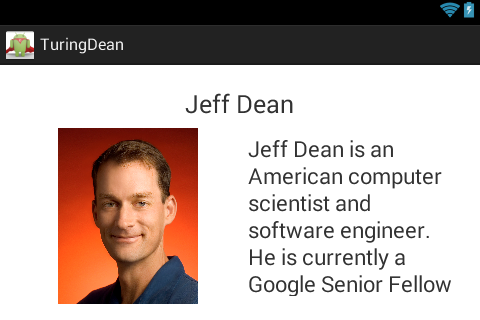 TuringDean
Jeff Dean
Jeff Dean is an
American computer
scientist and
software engineer.
He is currently a
Google Senior Fellow